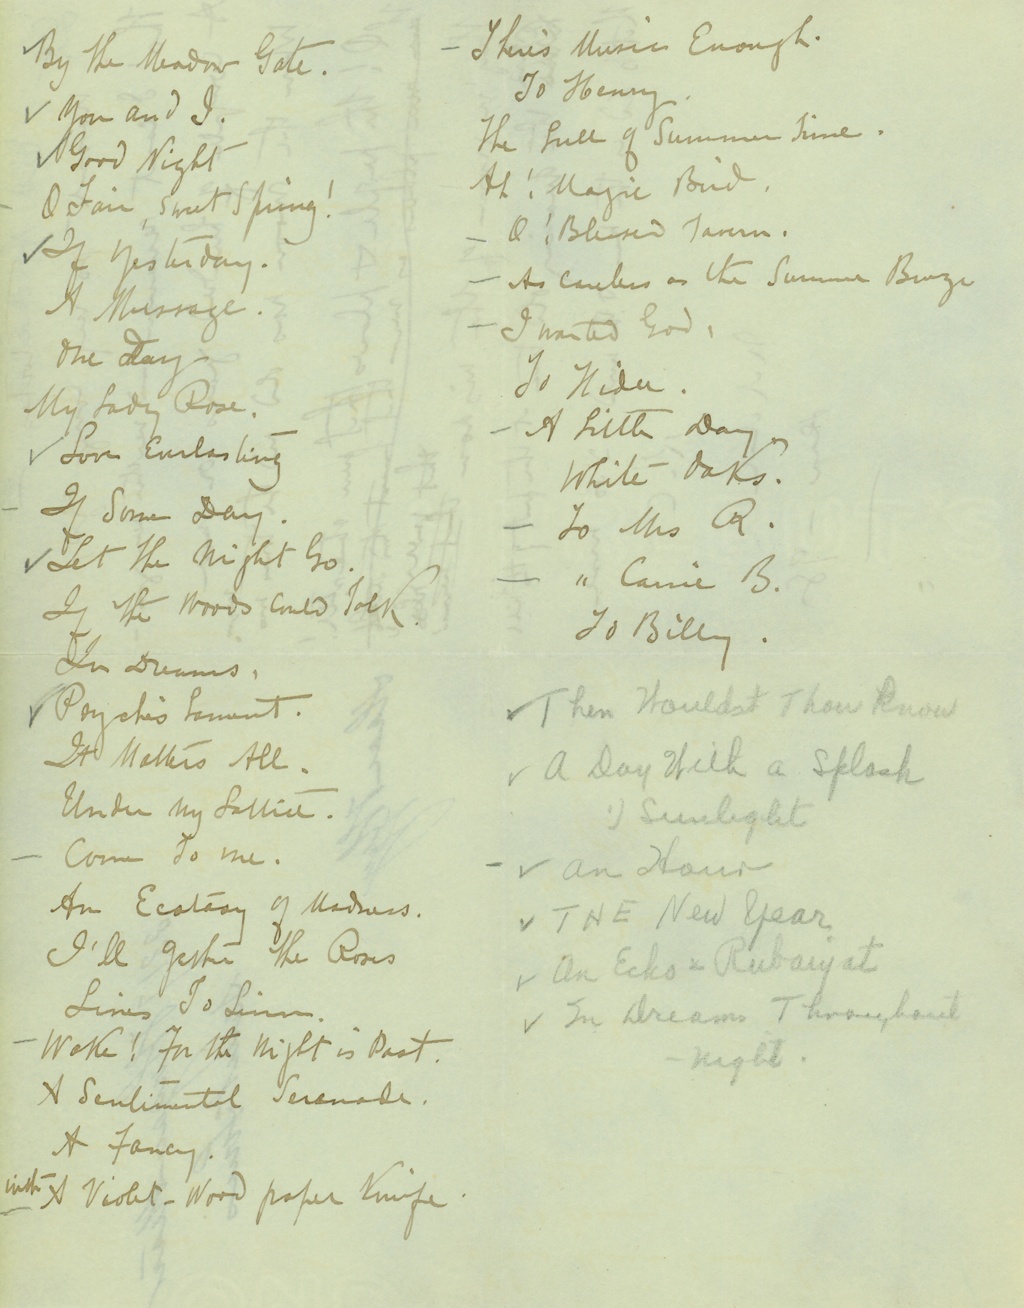 ✓ By the Meadow Gate.
✓ You and I.
✓ Good Night
- O Fair, Sweet Spring!
✓ If Yesterday.
A Message.
One Day
My Lady Rose.
✓ Love Everlasting
- If Some Day.
✓ Let the Night Go.
If the Woods Could Talk.
In Dreams.
✓ Psyche's Lament.
It Matters All.
Under My Lattice.
- Come To me.
An Ecstasy of Madness.
I'll gather the Roses
Lines To
- Wake! For the Night is Past.
A Sentimental Serenade.
A Fancy.
with A Violet-Wood paper Knife.
- There's Music Enough.
To Henry.
The Lull of Summer Time.
Ah! Magic Bird.
- O! Blessed Tavern.
- As Careless as the Summer Breeze
- I wanted God.
To
- A Little Day
White Oaks.
- To Mrs R.
- " Carrie B.
To Billy.
✓ Then Wouldst Thou Know
✓ A Day With a Splash
of Sunlight
- ✓ An Hour
✓ THE New Year
✓ An Echo Rubaiyat
✓ In Dreams Throughout
- Night.